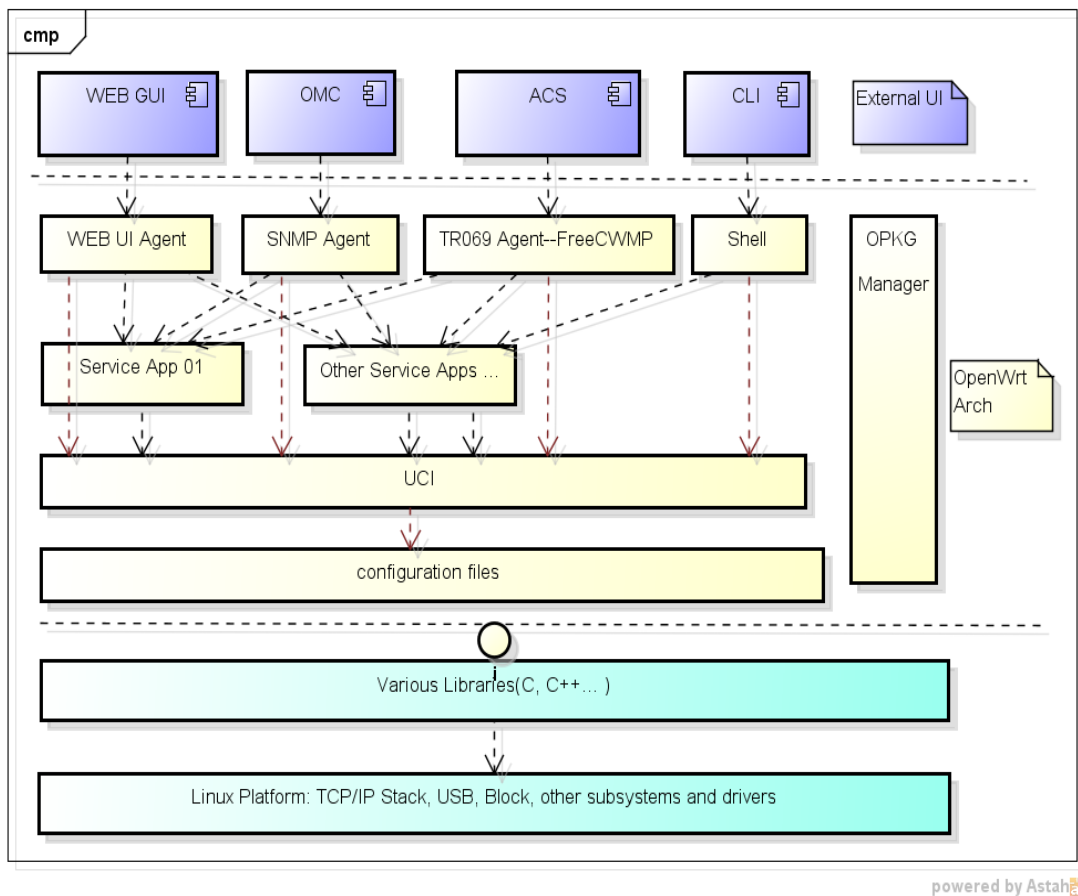 cmp
WEB GUI
OMC
ACS
CLI
External UI
WEB UI Agent
SNMP Agent
TR069 Agent--FreeCWMP
Shell
OPKG
Manager
Service App 01
Other Service Apps ...
OpenWrt
Arch
UCI
configuration files
i
Various Libraries(C, C++... )
Linux Platform: TCP/IP Stack, USB, Block, other subsystems and drivers
powered by Astah